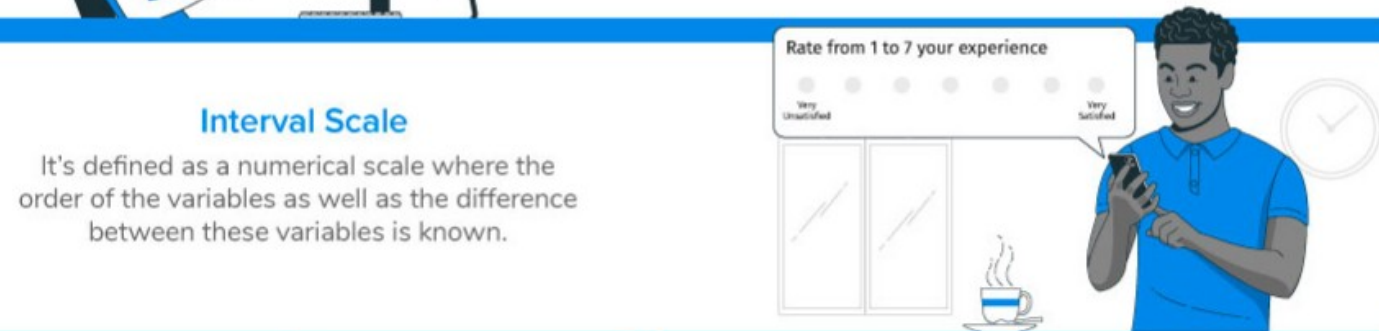 Rate from 1 to 7 your experience
Very
Unsatisfied
Very
Satisfied
Interval Scale
It's defined as a numerical scale where the
order of the variables as well as the difference
between these variables is known.